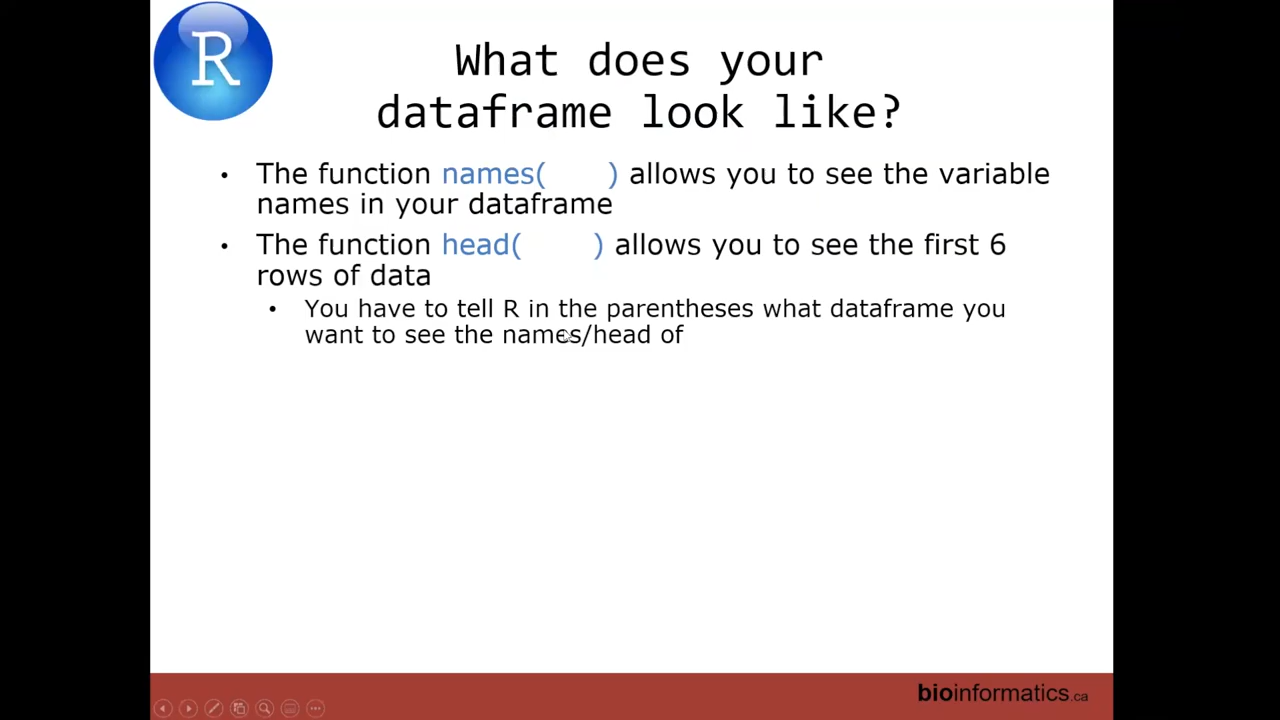 R
What does your
dataframe look like?
• The function names( ) allows you to see the variable
names in your dataframe
• The function head( ) allows you to see the first 6
rows of data
• You have to tell R in the parentheses what dataframe you
want to see the names/head of
bioinformatics.ca